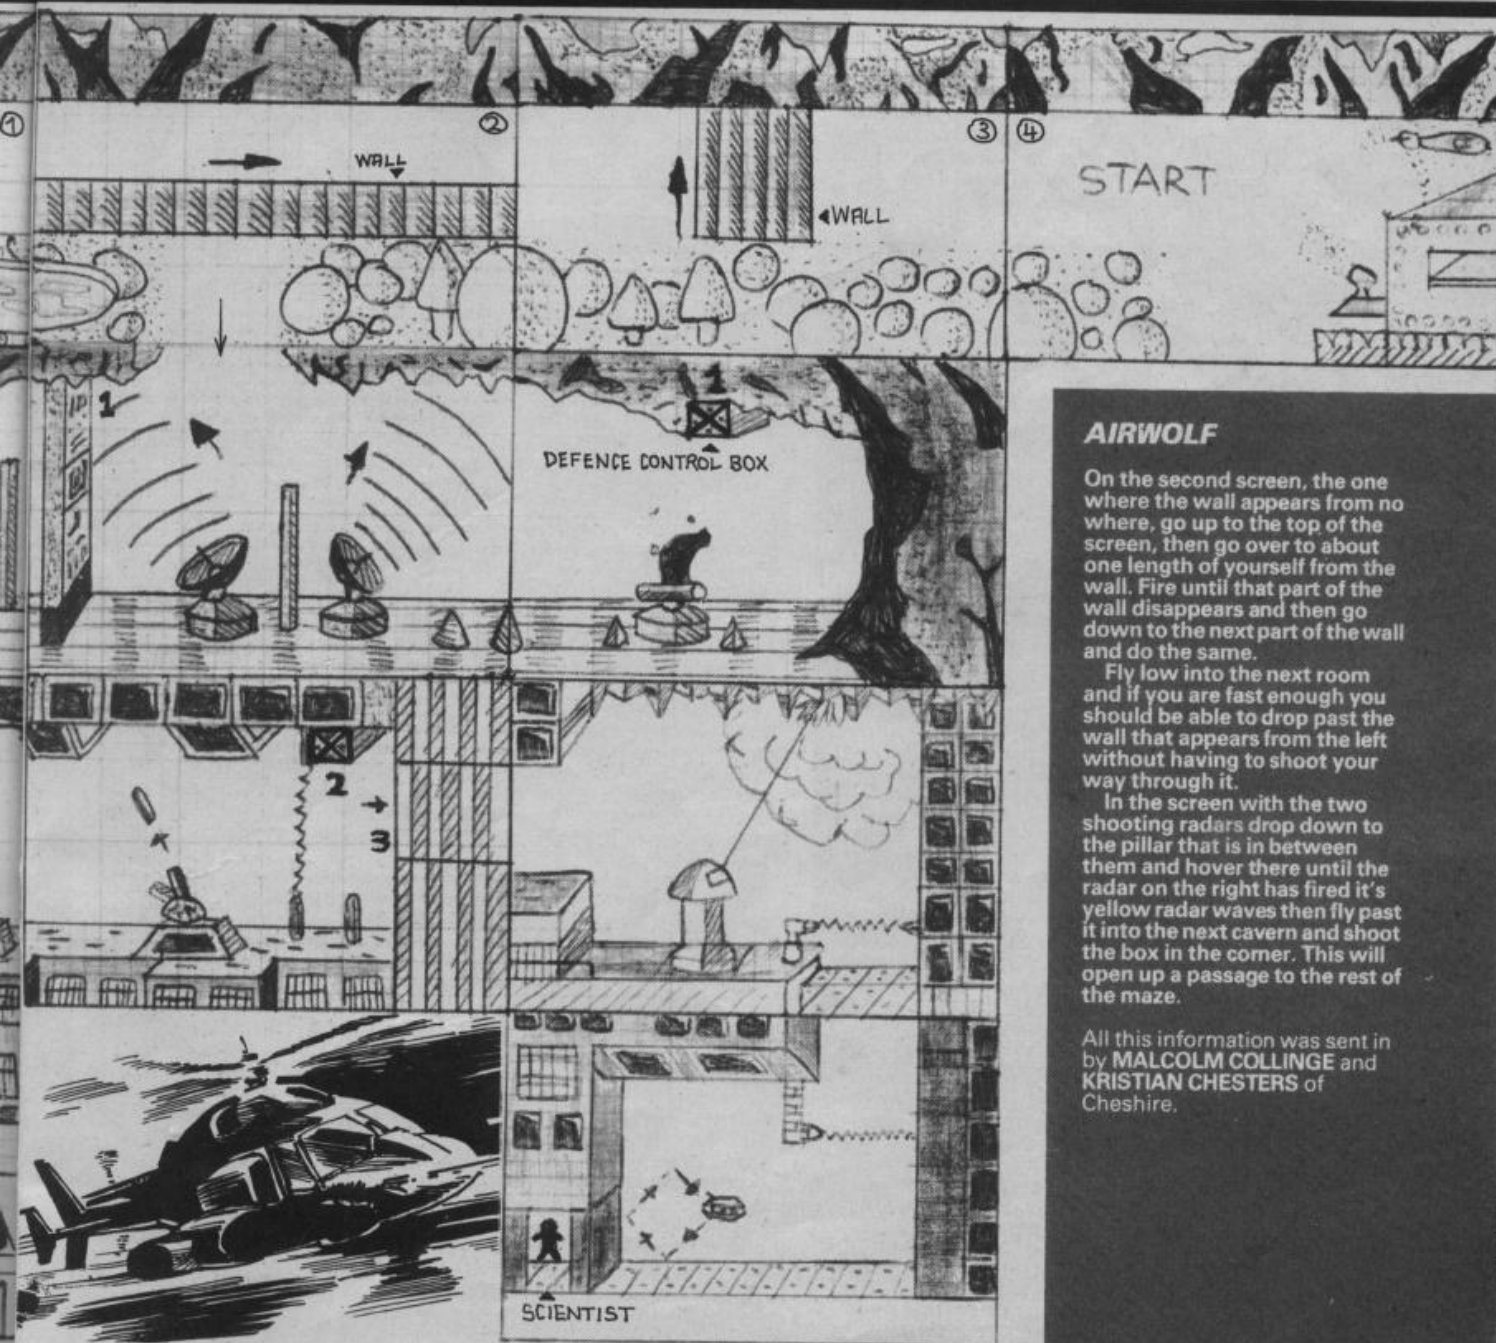 1
2
3
4
WALL
START
WALL
1
1
DEFENCE CONTROL BOX
2
3
SCIENTIST
AIRWOLF
On the second screen, the one
where the wall appears from no
where, go up to the top of the
screen, then go over to about
one length of yourself from the
wall. Fire until that part of the
wall disappears and then go
down to the next part of the wall
and do the same.
Fly low into the next room
and if you are fast enough you
should be able to drop past the
wall that appears from the left
without having to shoot your
way through it.
In the screen with the two
shooting radars drop down to
the pillar that is in between
them and hover there until the
radar on the right has fired it's
yellow radar waves then fly past
it into the next cavern and shoot
the box in the corner. This will
open up a passage to the rest of
the maze.
All this information was sent in
by MALCOLM COLLINGE and
KRISTIAN CHESTERS of
Cheshire.